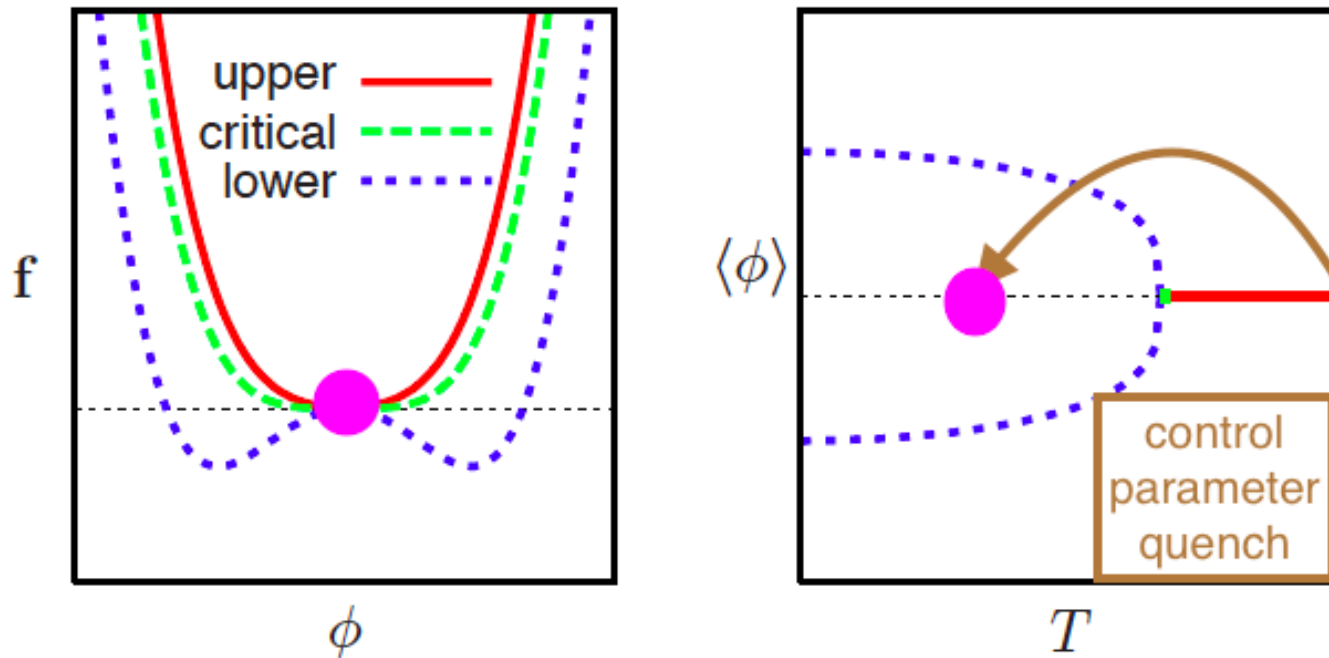 upper
critical
lower
f
ϕ
⟨ϕ⟩
control
parameter
quench
T